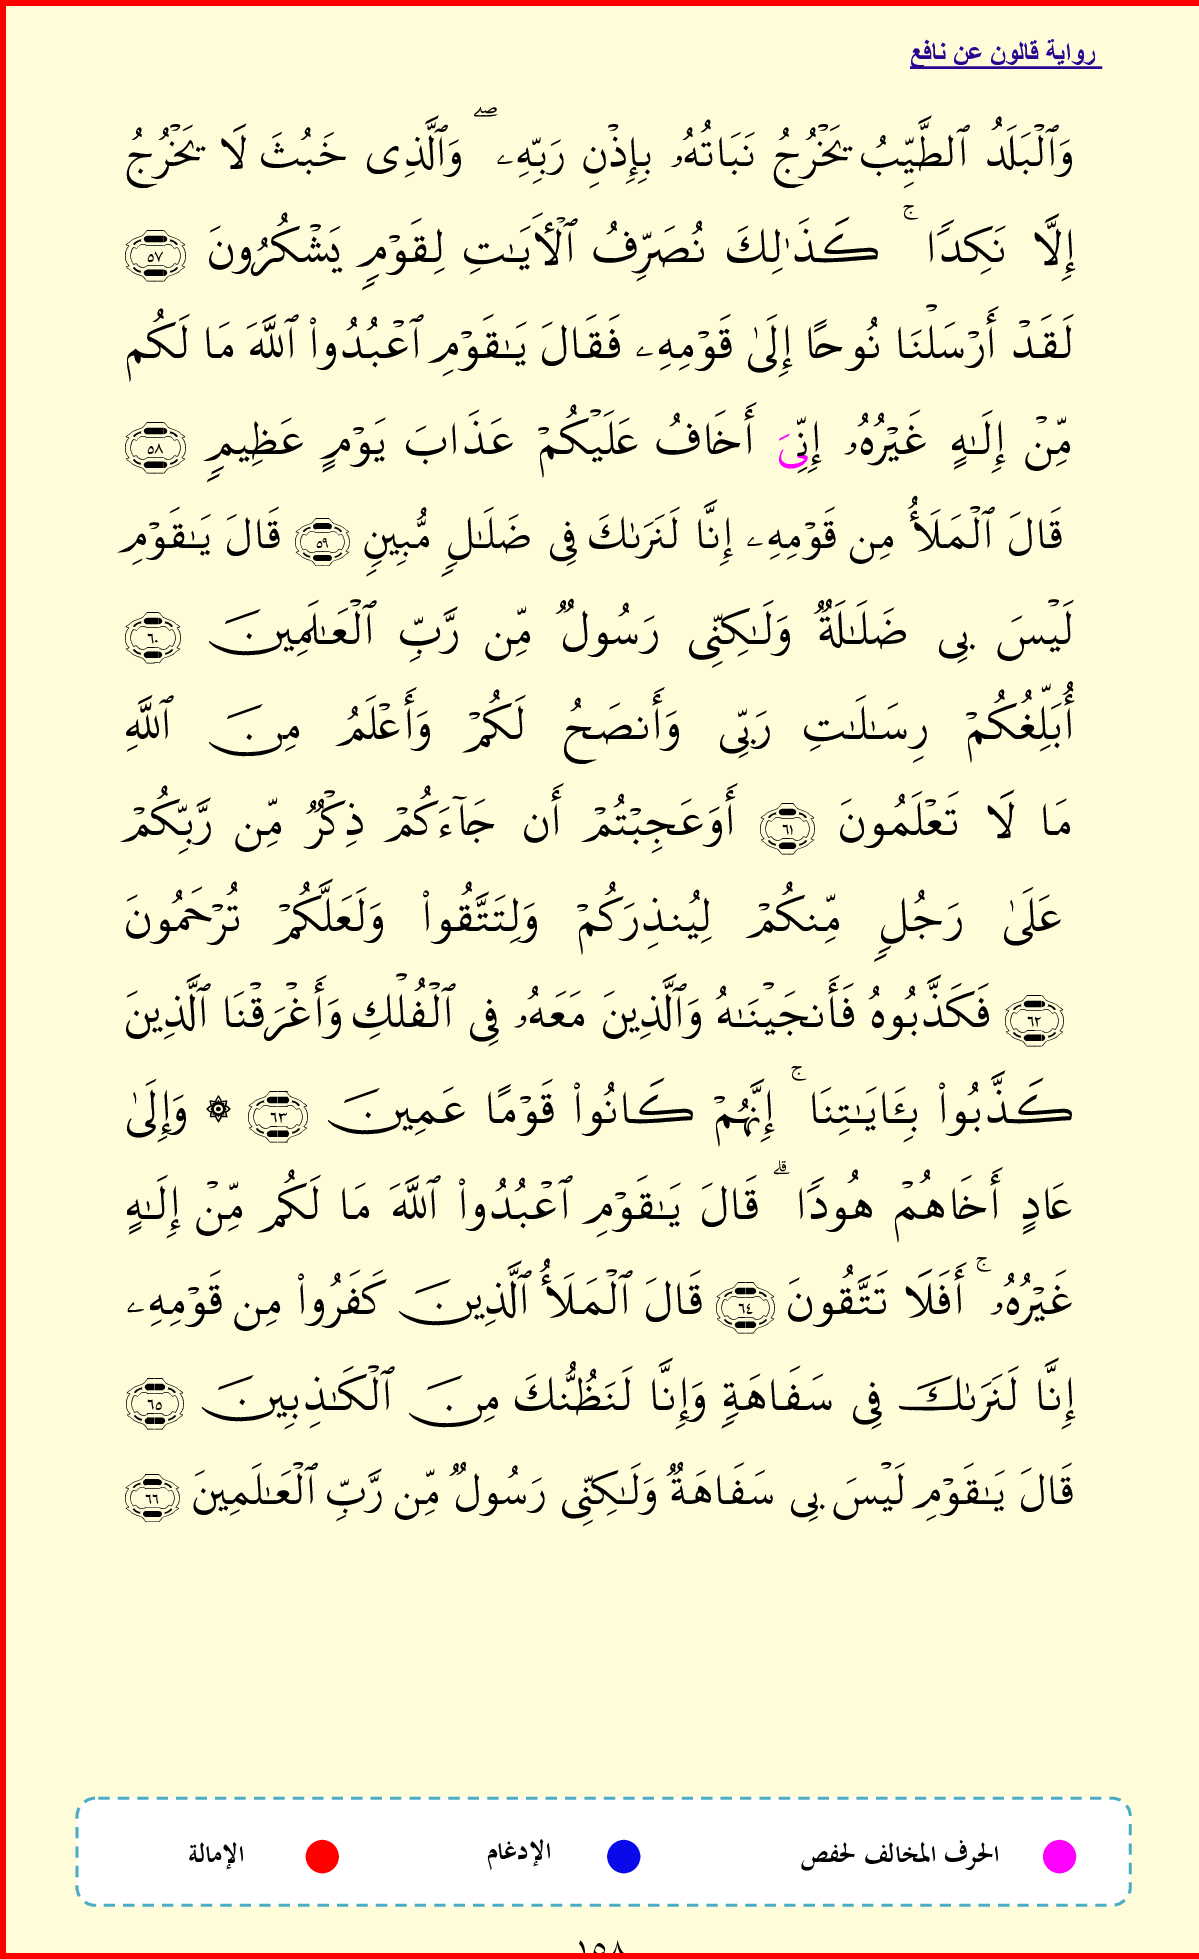 رواية قالون عن نافع
وَٱلْبَلَدُ ٱلطَّيِّبُ يَخْرُجُ نَبَاتُهُۥ بِإِذْنِ رَبِّهِۦ ۖ وَٱلَّذِى خَبُثَ لَا يَخْرُجُ
إِلَّا نَكِدًا ۚ كَذَٰلِكَ نُصَرِّفُ ٱلْأَيَـٰتِ لِقَوْمٍ يَشْكُرُونَ ٥٧
لَقَدْ أَرْسَلْنَا نُوحًا إِلَىٰ قَوْمِهِۦ فَقَالَ يَـٰقَوْمِ ٱعْبُدُوا۟ ٱللَّهَ مَا لَكُم
مِّنْ إِلَـٰهٍ غَيْرُهُۥ إِنِّىَ أَخَافُ عَلَيْكُمْ عَذَابَ يَوْمٍ عَظِيمٍ ٥٨
قَالَ ٱلْمَلَأُ مِن قَوْمِهِۦ إِنَّا لَنَرَىٰكَ فِى ضَلَـٰلٍ مُّبِينٍ ٥٩ قَالَ يَـٰقَوْمِ
لَيْسَ بِى ضَلَـٰلَةٌ وَلَـٰكِنِّى رَسُولٌ مِّن رَّبِّ ٱلْعَـٰلَمِينَ ٦٠
أُبَلِّغُكُمْ رِسَـٰلَـٰتِ رَبِّى وَأَنصَحُ لَكُمْ وَأَعْلَمُ مِنَ ٱللَّهِ
مَا لَا تَعْلَمُونَ ٦١ أَوَعَجِبْتُمْ أَن جَآءَكُمْ ذِكْرٌ مِّن رَّبِّكُمْ
عَلَىٰ رَجُلٍ مِّنكُمْ لِيُنذِرَكُمْ وَلِتَتَّقُوا۟ وَلَعَلَّكُمْ تُرْحَمُونَ
٦٢ فَكَذَّبُوهُ فَأَنجَيْنَـٰهُ وَٱلَّذِينَ مَعَهُۥ فِى ٱلْفُلْكِ وَأَغْرَقْنَا ٱلَّذِينَ
كَذَّبُوا۟ بِـَٔايَـٰتِنَا ۚ إِنَّهُمْ كَانُوا۟ قَوْمًا عَمِينَ ٦٣ ۞ وَإِلَىٰ
عَادٍ أَخَاهُمْ هُودًا ۗ قَالَ يَـٰقَوْمِ ٱعْبُدُوا۟ ٱللَّهَ مَا لَكُم مِّنْ إِلَـٰهٍ
غَيْرُهُۥ ۚ أَفَلَا تَتَّقُونَ ٦٤ قَالَ ٱلْمَلَأُ ٱلَّذِينَ كَفَرُوا۟ مِن قَوْمِهِۦ
إِنَّا لَنَرَىٰكَ فِى سَفَاهَةٍ وَإِنَّا لَنَظُنُّكَ مِنَ ٱلْكَـٰذِبِينَ ٦٥
قَالَ يَـٰقَوْمِ لَيْسَ بِى سَفَاهَةٌ وَلَـٰكِنِّى رَسُولٌ مِّن رَّبِّ ٱلْعَـٰلَمِينَ ٦٦
الحرف المخالف لحفص الإدغام الإمالة
١٥٨